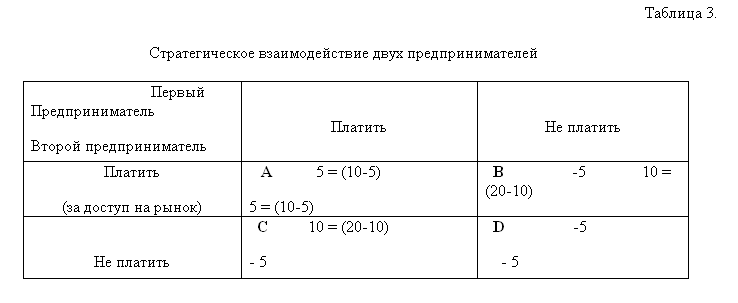 Таблица 3.
Стратегическое взаимодействие двух предпринимателей
Первый
Предприниматель
Второй предприниматель
Платить
Не платить
Платить
(за доступ на рынок)
A 5 = (10-5)
5 = (10-5)
B -5 10 =
(20-10)
Не платить
C 10 = (20-10)
- 5
D -5
- 5